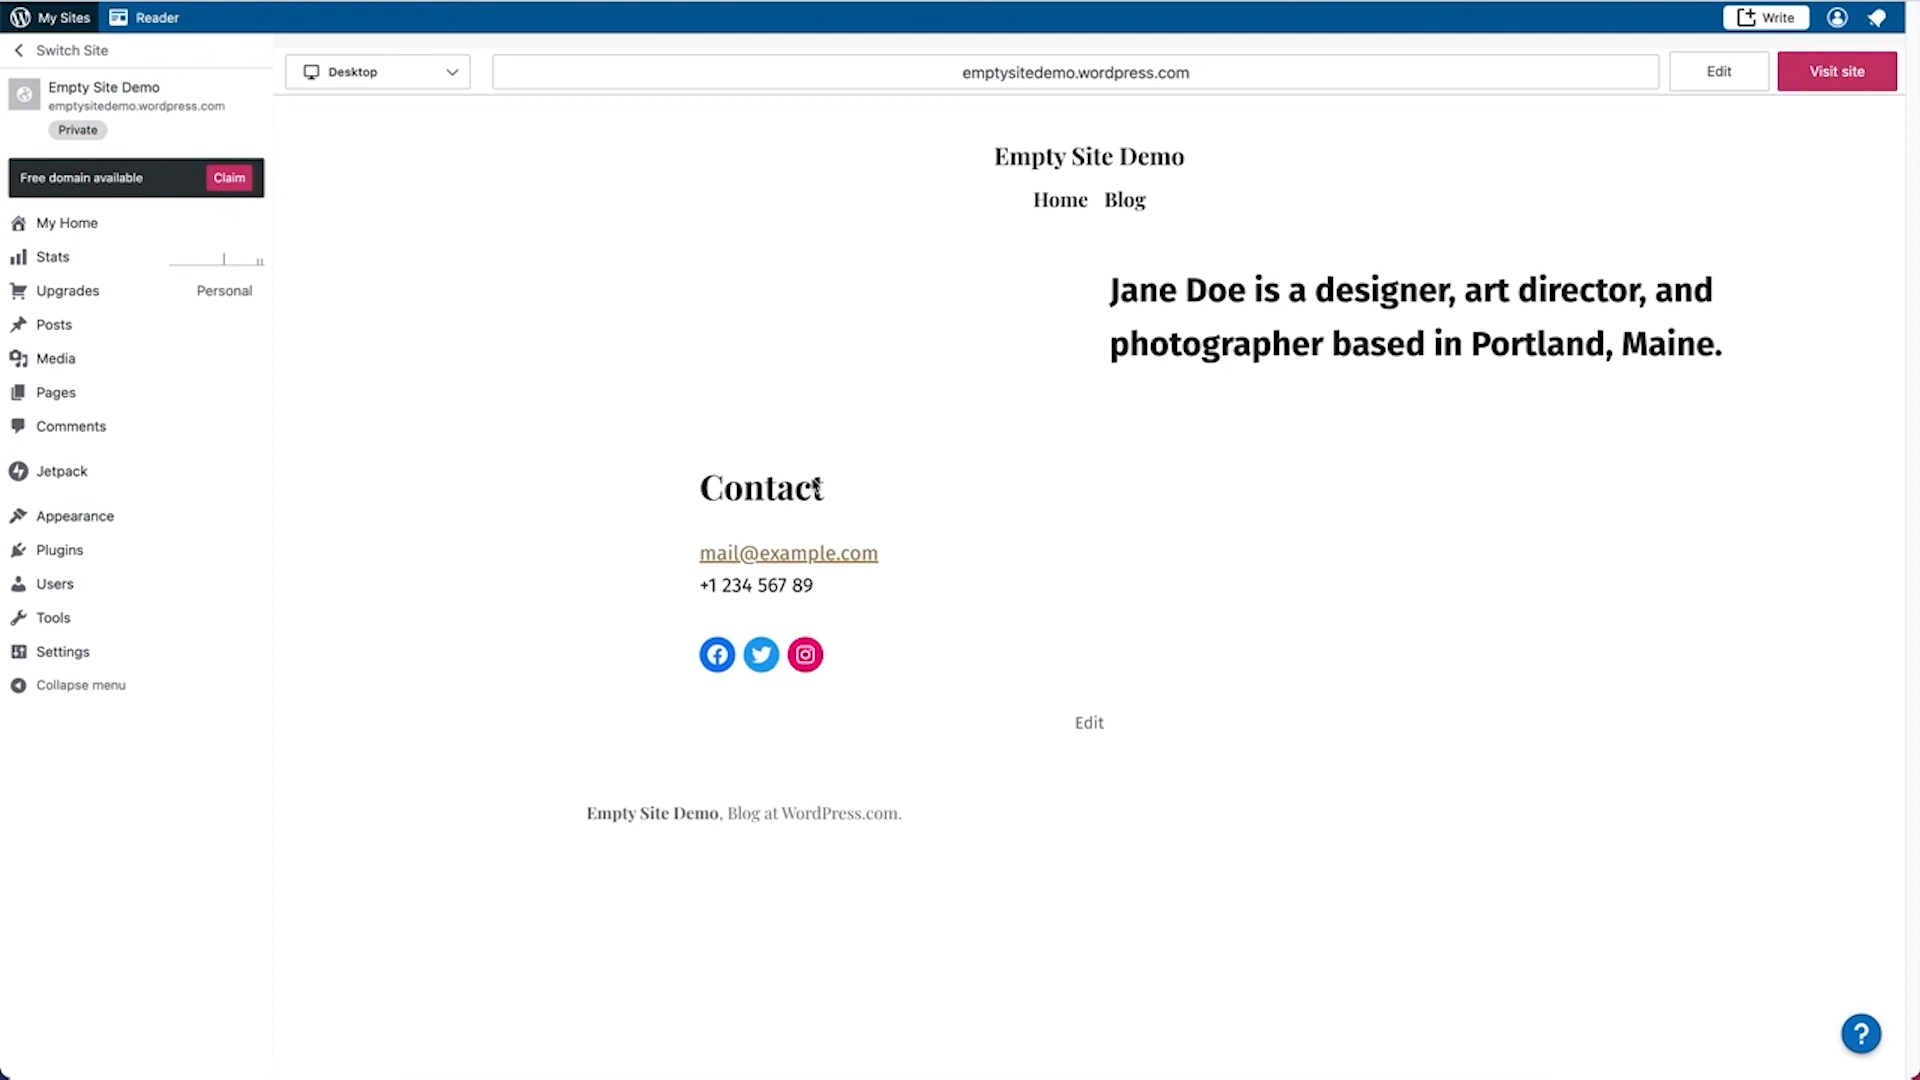 My Sites
Reader
Write
Switch Site
Empty Site Demo
emptysitedemo.wordpress.com
Private
Free domain available
Claim
My Home
Stats
Upgrades
Personal
Posts
Media
Pages
Comments
Jetpack
Appearance
Plugins
Users
Tools
Settings
Collapse menu
Desktop
emptysitedemo.wordpress.com
Edit
Visit site
Empty Site Demo
Home Blog
Jane Doe is a designer, art director, and
photographer based in Portland, Maine.
Contact
mail@example.com
+1 234 567 89
Edit
Empty Site Demo, Blog at WordPress.com.
?